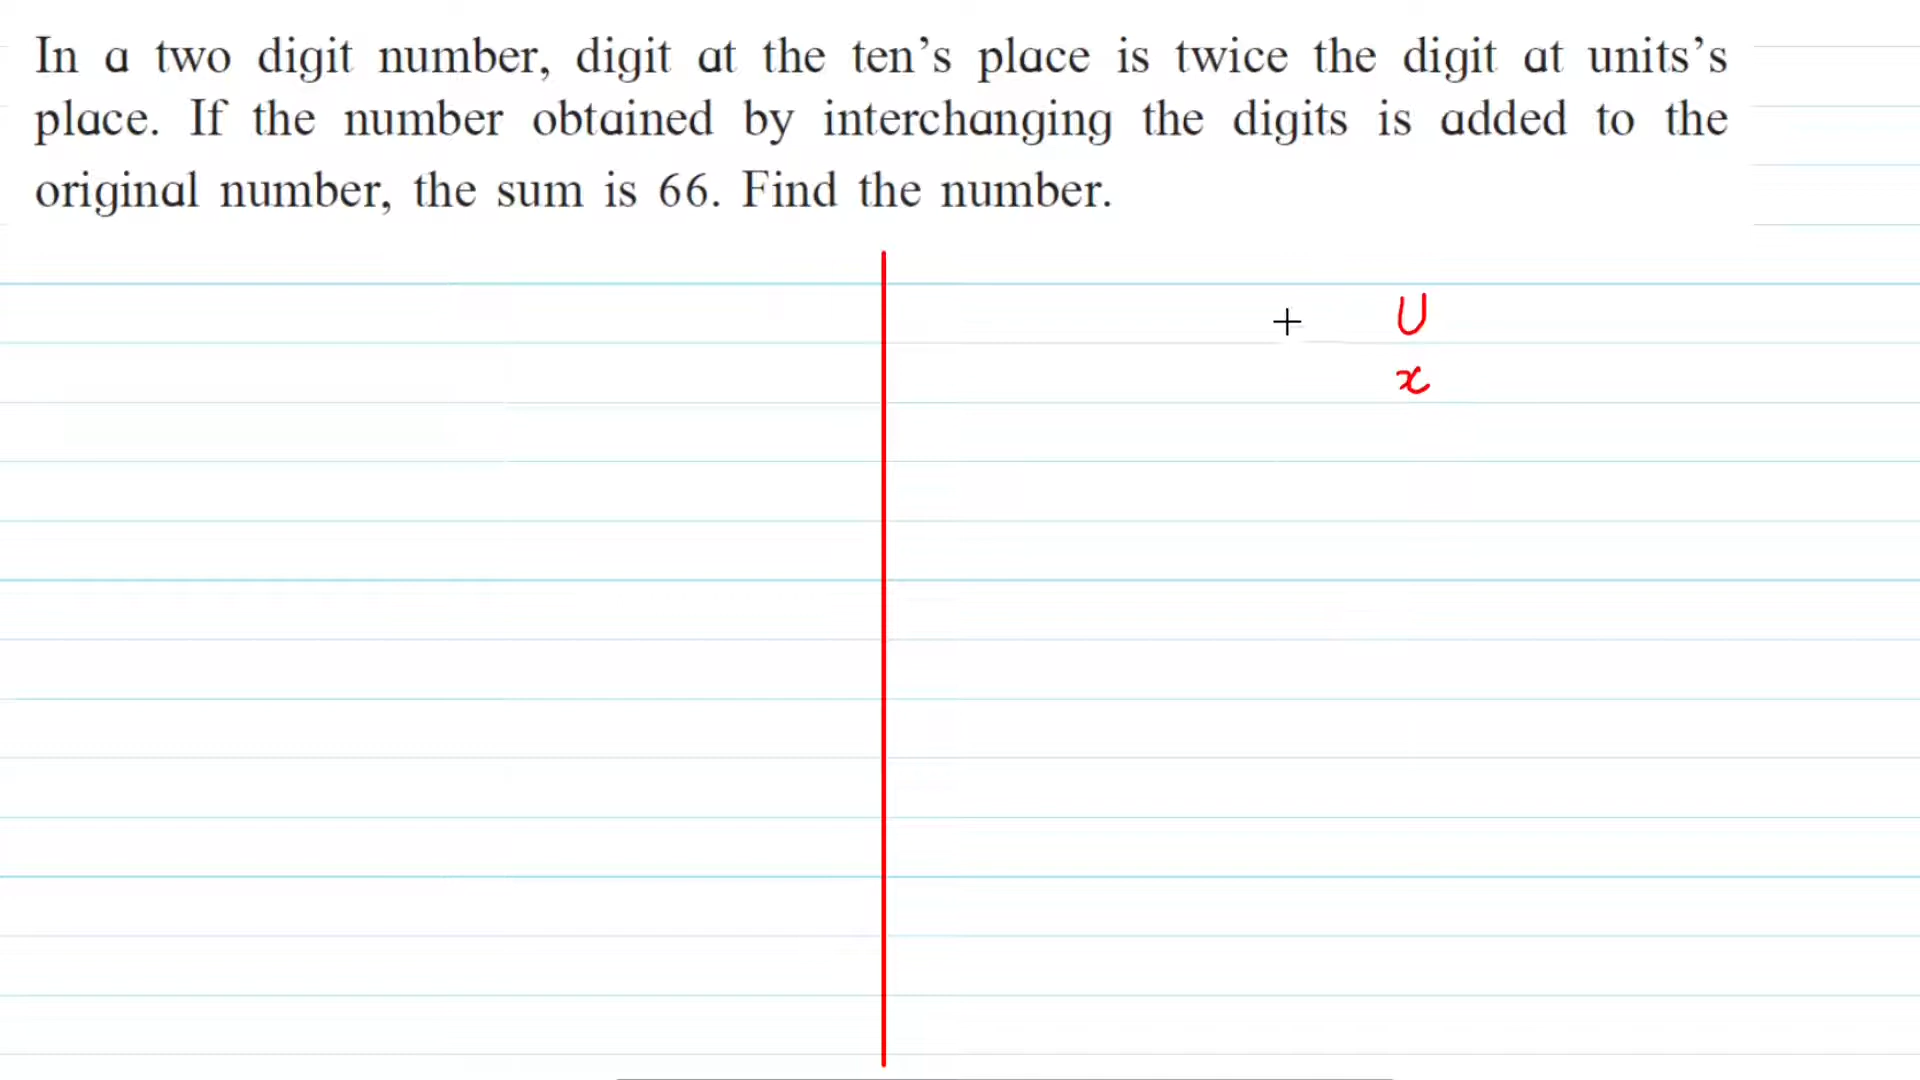 In a two digit number, digit at the ten's place is twice the digit at units's
place. If the number obtained by interchanging the digits is added to the
original number, the sum is 66. Find the number.
U
x